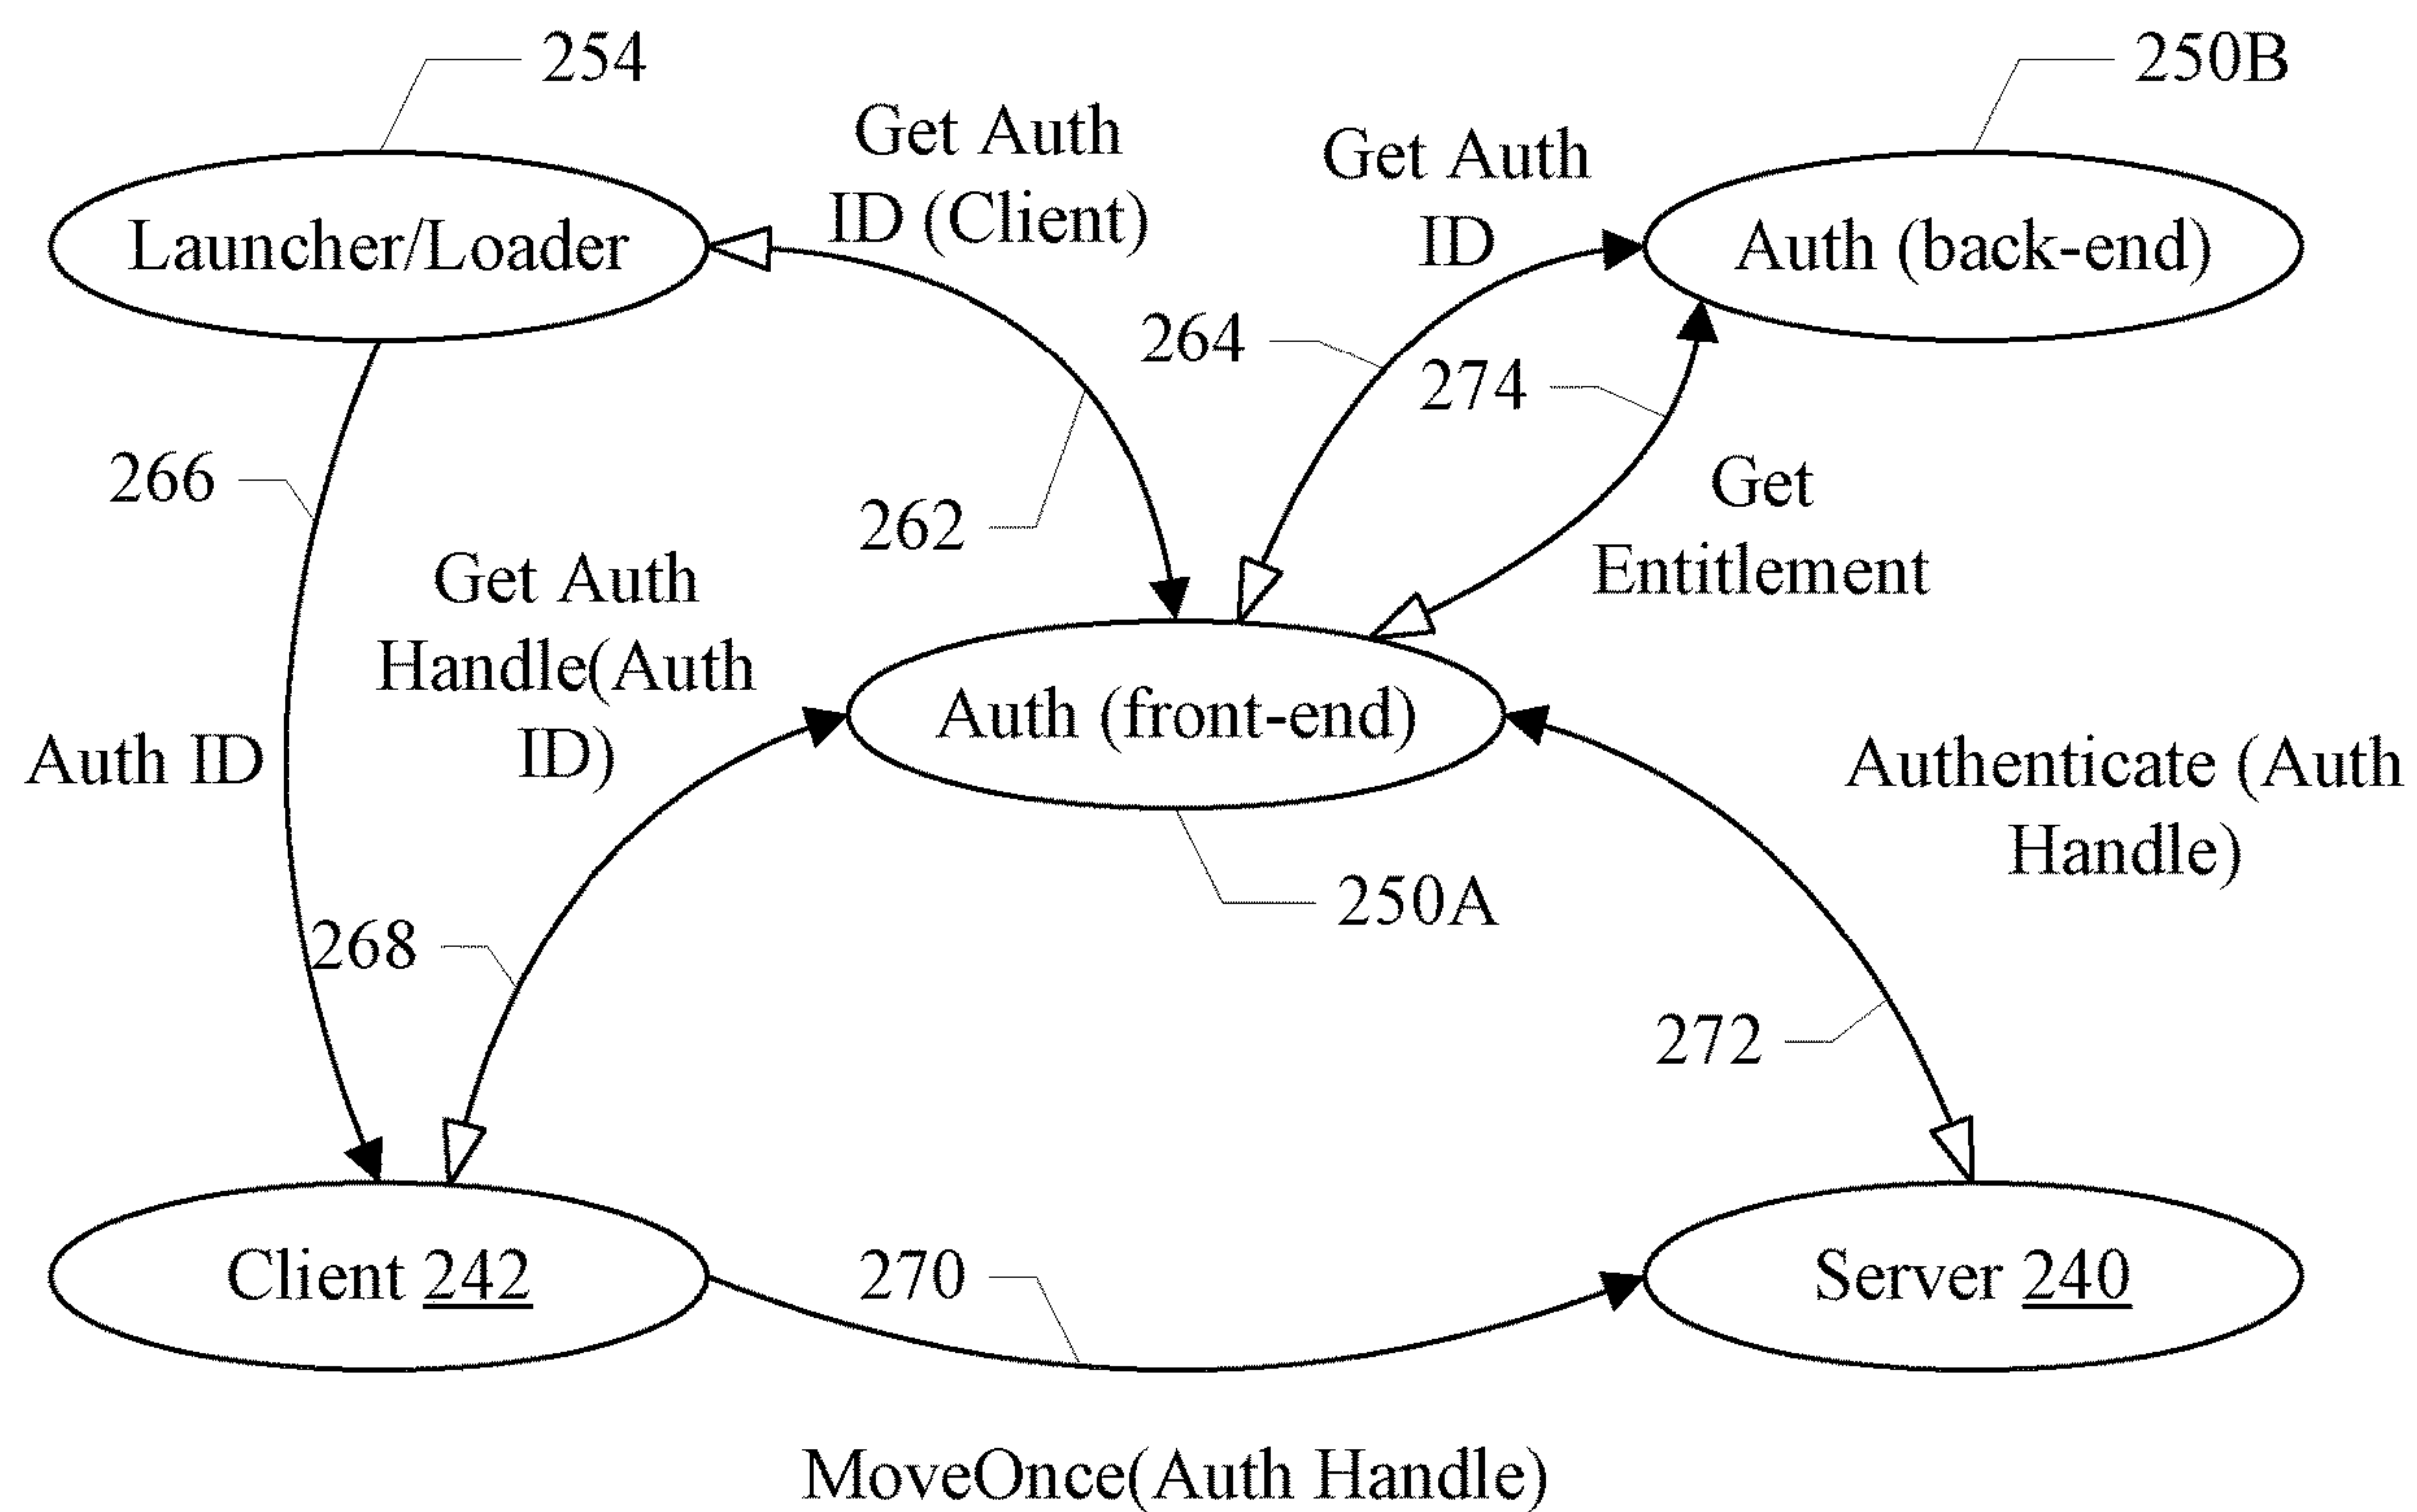 254
250B
Get Auth
ID (Client)
Get Auth
ID
Launcher/Loader
Auth (back-end)
264
274
266
262
Get
Entitlement
Get Auth
Handle(Auth
ID)
Auth (front-end)
Auth ID
Authenticate (Auth
Handle)
250A
268
272
Client 242
270
Server 240
MoveOnce(Auth Handle)